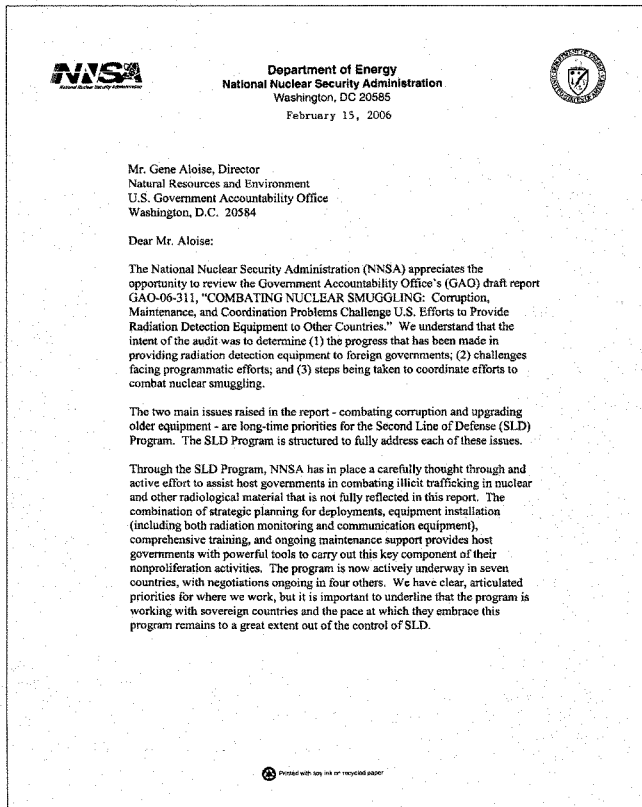 NNSA
National Nuclear Security Administration
Department of Energy
National Nuclear Security Administration
Washington, DC 20585
February 15, 2006
Mr. Gene Aloise, Director
Natural Resources and Environment
U.S. Government Accountability Office
Washington, D.C. 20584
Dear Mr. Aloise:
The National Nuclear Security Administration (NNSA) appreciates the
opportunity to review the Government Accountability Office's (GAO) draft report
GAO-06-311, "COMBATING NUCLEAR SMUGGLING: Corruption,
Maintenance, and Coordination Problems Challenge U.S. Efforts to Provide
Radiation Detection Equipment to Other Countries." We understand that the
intent of the audit was to determine (1) the progress that has been made in
providing radiation detection equipment to foreign governments; (2) challenges
facing programmatic efforts; and (3) steps being taken to coordinate efforts to
combat nuclear smuggling.
The two main issues raised in the report - combating corruption and upgrading
older equipment - are long-time priorities for the Second Line of Defense (SLD)
Program. The SLD Program is structured to fully address each of these issues.
Through the SLD Program, NNSA has in place a carefully thought through and
active effort to assist host governments in combating illicit trafficking in nuclear
and other radiological material that is not fully reflected in this report. The
combination of strategic planning for deployments, equipment installation
(including both radiation monitoring and communication equipment),
comprehensive training, and ongoing maintenance support provides host
governments with powerful tools to carry out this key component of their
nonproliferation activities. The program is now actively underway in seven
countries, with negotiations ongoing in four others. We have clear, articulated
priorities for where we work, but it is important to underline that the program is
working with sovereign countries and the pace at which they embrace this
program remains to a great extent out of the control of SLD.
Printed with soy ink on recycled paper